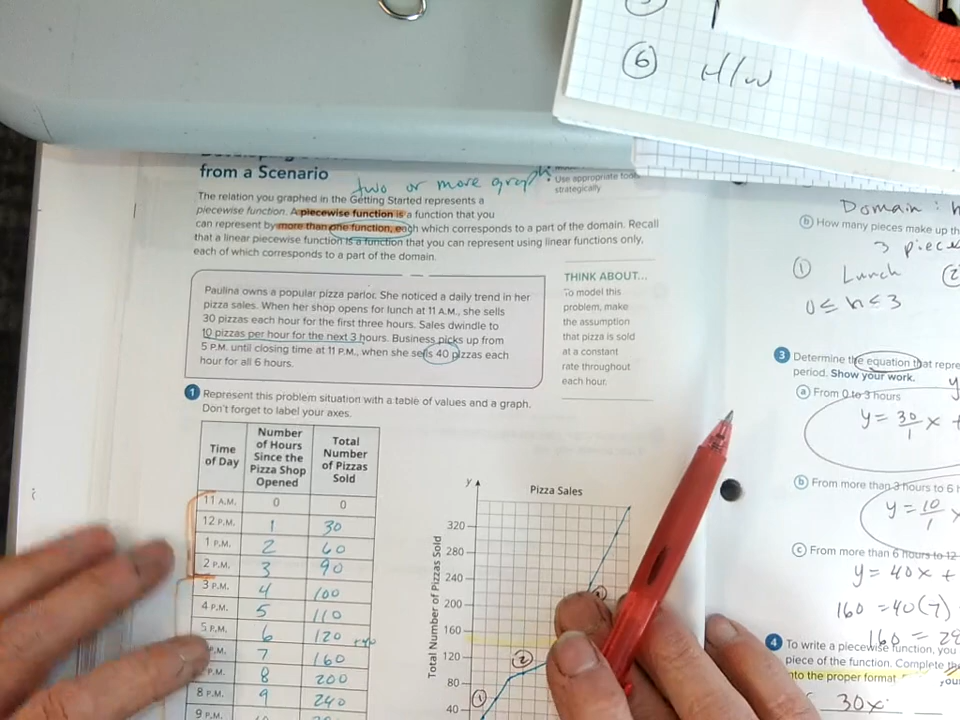 6 H/W
from a Scenario
two or more graph
Use appropriate tools
strategically
The relation you graphed in the Getting Started represents a
piecewise function. A piecewise function is a function that you
can represent by more than one function, each which corresponds to a part of the domain. Recall
that a linear piecewise function is a function that you can represent using linear functions only,
each of which corresponds to a part of the domain.
Paulina owns a popular pizza parlor. She noticed a daily trend in her
pizza sales. When her shop opens for lunch at 11 A.M., she sells
30 pizzas each hour for the first three hours. Sales dwindle to
10 pizzas per hour for the next 3 hours. Business picks up from
5 P.M. until closing time at 11 P.M., when she sells 40 pizzas each
hour for all 6 hours.
THINK ABOUT...
To model this
problem, make
the assumption
that pizza is sold
at a constant
rate throughout
each hour.
1 Represent this problem situation with a table of values and a graph.
Don't forget to label your axes.
Time of Day
Number of Hours Since the Pizza Shop Opened
Total Number of Pizzas Sold
11 A.M. 0 0
12 P.M. 1 30
1 P.M. 2 60
2 P.M. 3 90
3 P.M. 4 100
4 P.M. 5 110
5 P.M. 6 120
P.M. 7 160
P.M. 8 200
8 P.M. 9 240
9 P.M.
y
Pizza Sales
Total Number of Pizzas Sold
320
280
240
200
160
120
80
40
1
2
Domain :
b How many pieces make up th
3 piece
1 Lunch
0 ≤ h ≤ 3
3 Determine the equation that repre
period. Show your work.
a From 0 to 3 hours
y = 30/1 x +
b From more than 3 hours to 6 h
y = 10/1 x
c From more than 6 hours to 12
y = 40x +
160 = 40(7)
160 = 28
4 To write a piecewise function, you
piece of the function. Complete the
into the proper format
30x